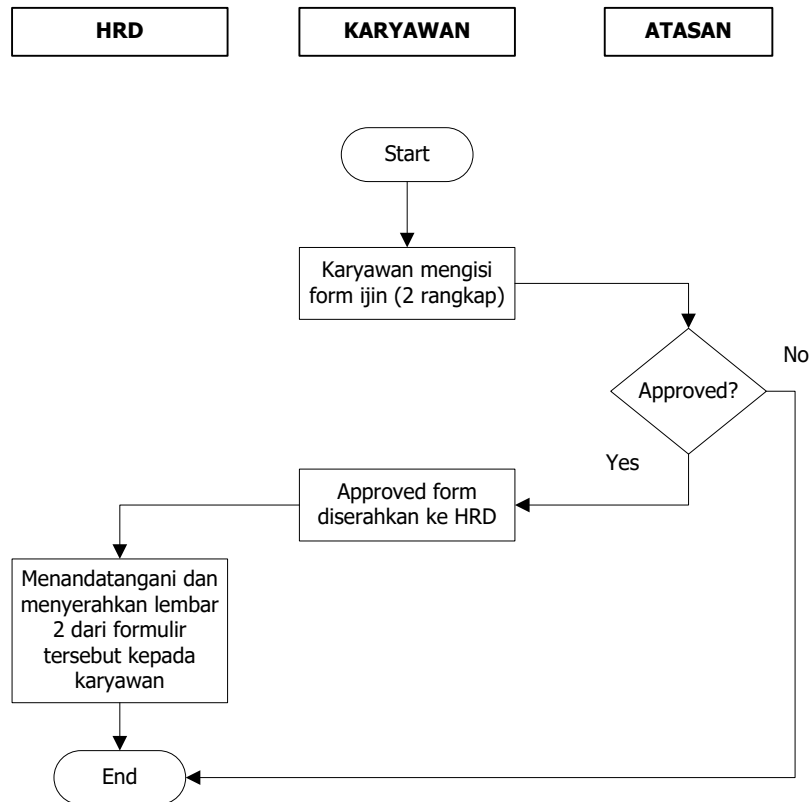 HRD
KARYAWAN
ATASAN
Start
Karyawan mengisi
form ijin (2 rangkap)
No
Approved?
Yes
Approved form
diserahkan ke HRD
Menandatangani dan
menyerahkan lembar
2 dari formulir
tersebut kepada
karyawan
End